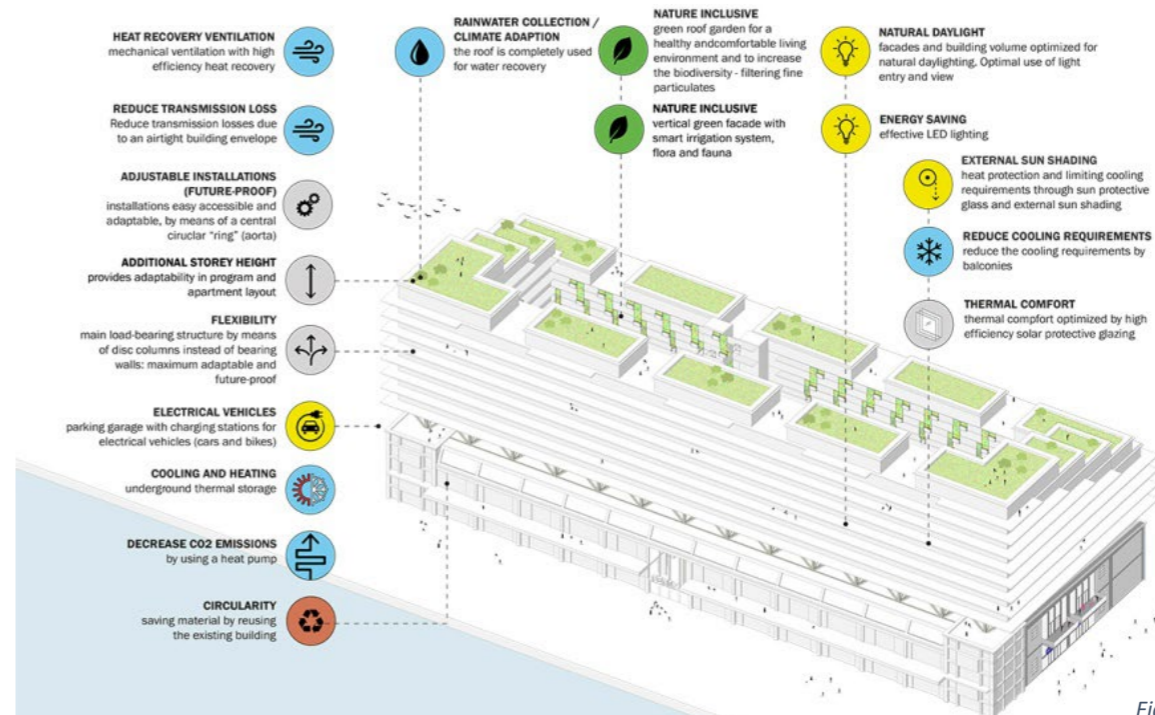 HEAT RECOVERY VENTILATION
mechanical ventilation with high
efficiency heat recovery
REDUCE TRANSMISSION LOSS
Reduce transmission losses due
to an airtight building envelope
ADJUSTABLE INSTALLATIONS
(FUTURE-PROOF)
installations easy accessible and
adaptable, by means of a central
ciruclar "ring" (aorta)
ADDITIONAL STOREY HEIGHT
provides adaptability in program and
apartment layout
FLEXIBILITY
main load-bearing structure by means
of disc columns instead of bearing
walls: maximum adaptable and
future-proof
ELECTRICAL VEHICLES
parking garage with charging stations for
electrical vehicles (cars and bikes)
COOLING AND HEATING
underground thermal storage
DECREASE CO2 EMISSIONS
by using a heat pump
CIRCULARITY
saving material by reusing
the existing building
RAINWATER COLLECTION /
CLIMATE ADAPTION
the roof is completely used
for water recovery
NATURE INCLUSIVE
green roof garden for a
healthy andcomfortable living
environment and to increase
the biodiversity - filtering fine
particulates
NATURE INCLUSIVE
vertical green facade with
smart irrigation system,
flora and fauna
NATURAL DAYLIGHT
facades and building volume optimized for
natural daylighting. Optimal use of light
entry and view
ENERGY SAVING
effective LED lighting
EXTERNAL SUN SHADING
heat protection and limiting cooling
requirements through sun protective
glass and external sun shading
REDUCE COOLING REQUIREMENTS
reduce the cooling requirements by
balconies
THERMAL COMFORT
thermal compfort optimized by high
efficiency solar protective glazing